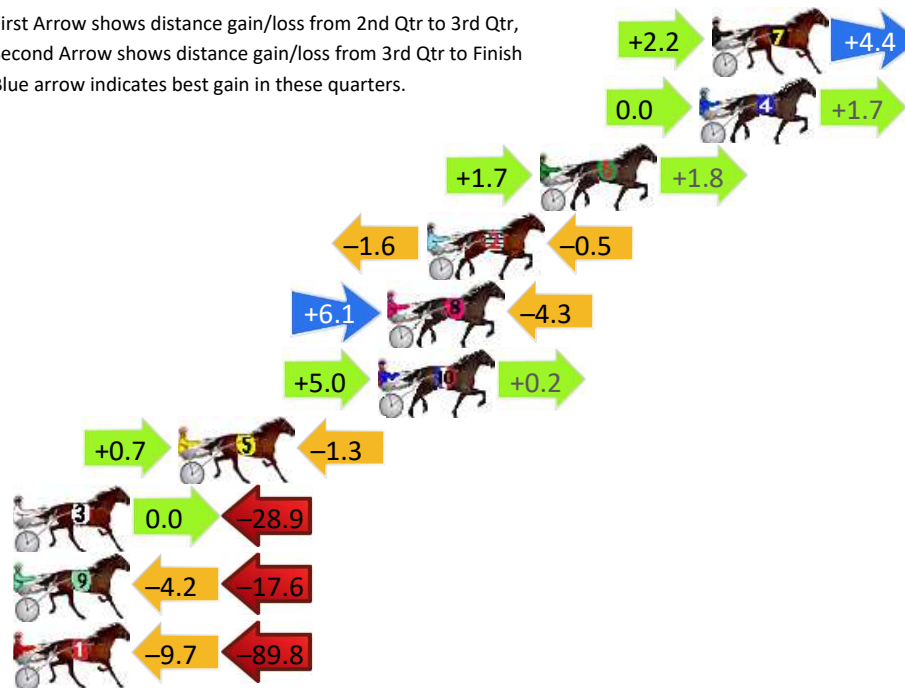 irst Arrow shows distance gain/loss from 2nd Qtr to 3rd Qtr,
econd Arrow shows distance gain/loss from 3rd Qtr to Finish
lue arrow indicates best gain in these quarters.
+2.2 7 +4.4
0.0 4 +1.7
+1.7 6 +1.8
–1.6 2 –0.5
+6.1 8 –4.3
+5.0 10 +0.2
+0.7 5 –1.3
3 0.0 –28.9
9 –4.2 –17.6
1 –9.7 –89.8